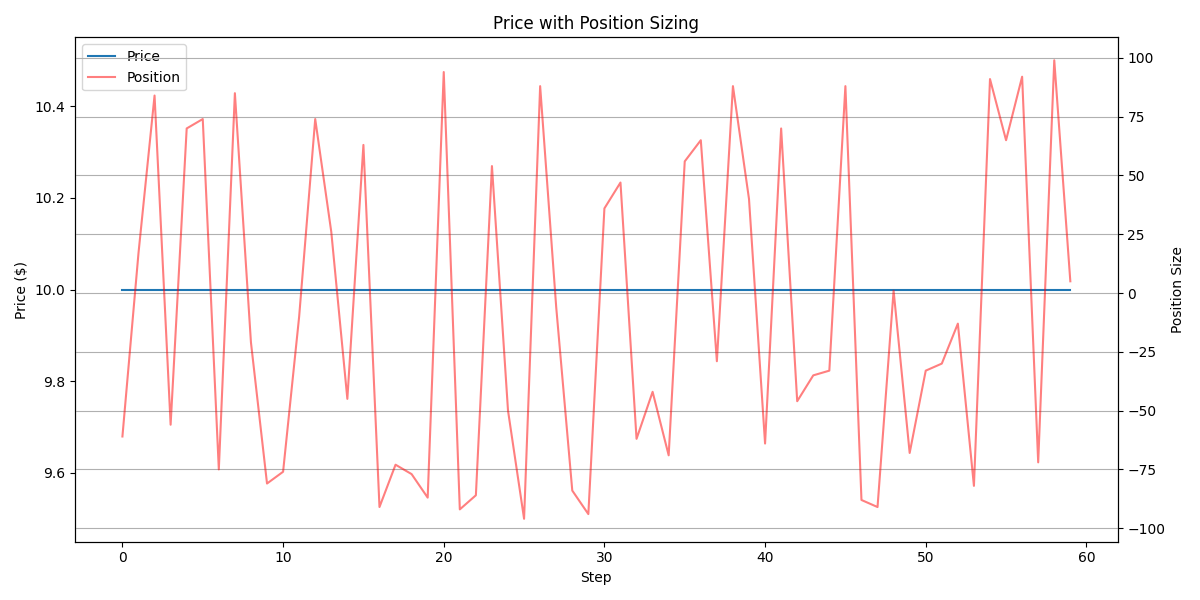 Price with Position Sizing
Price
Position
Price ($)
10.4
10.2
10.0
9.8
9.6
100
75
50
25
0
−25
−50
−75
−100
Position Size
0 10 20 30 40 50 60
Step